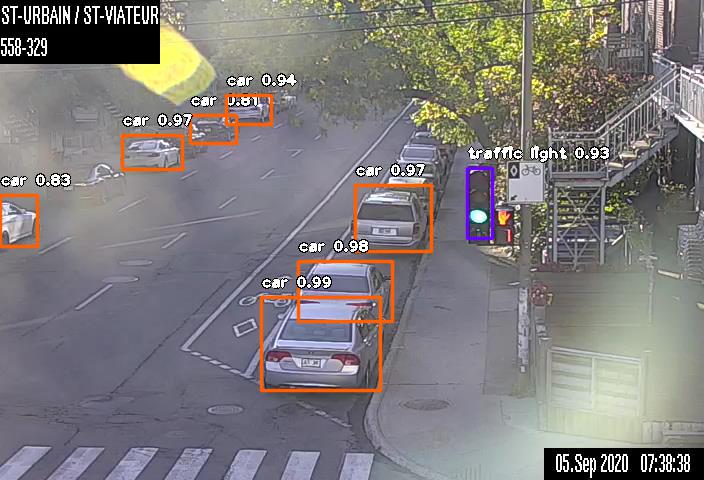 ST-URBAIN / ST-VIATEUR
558-329
car 0.94
car 0.81
car 0.97
traffic light 0.93
car 0.97
car 0.83
car 0.98
car 0.99
05.Sep 2020 07:38:38